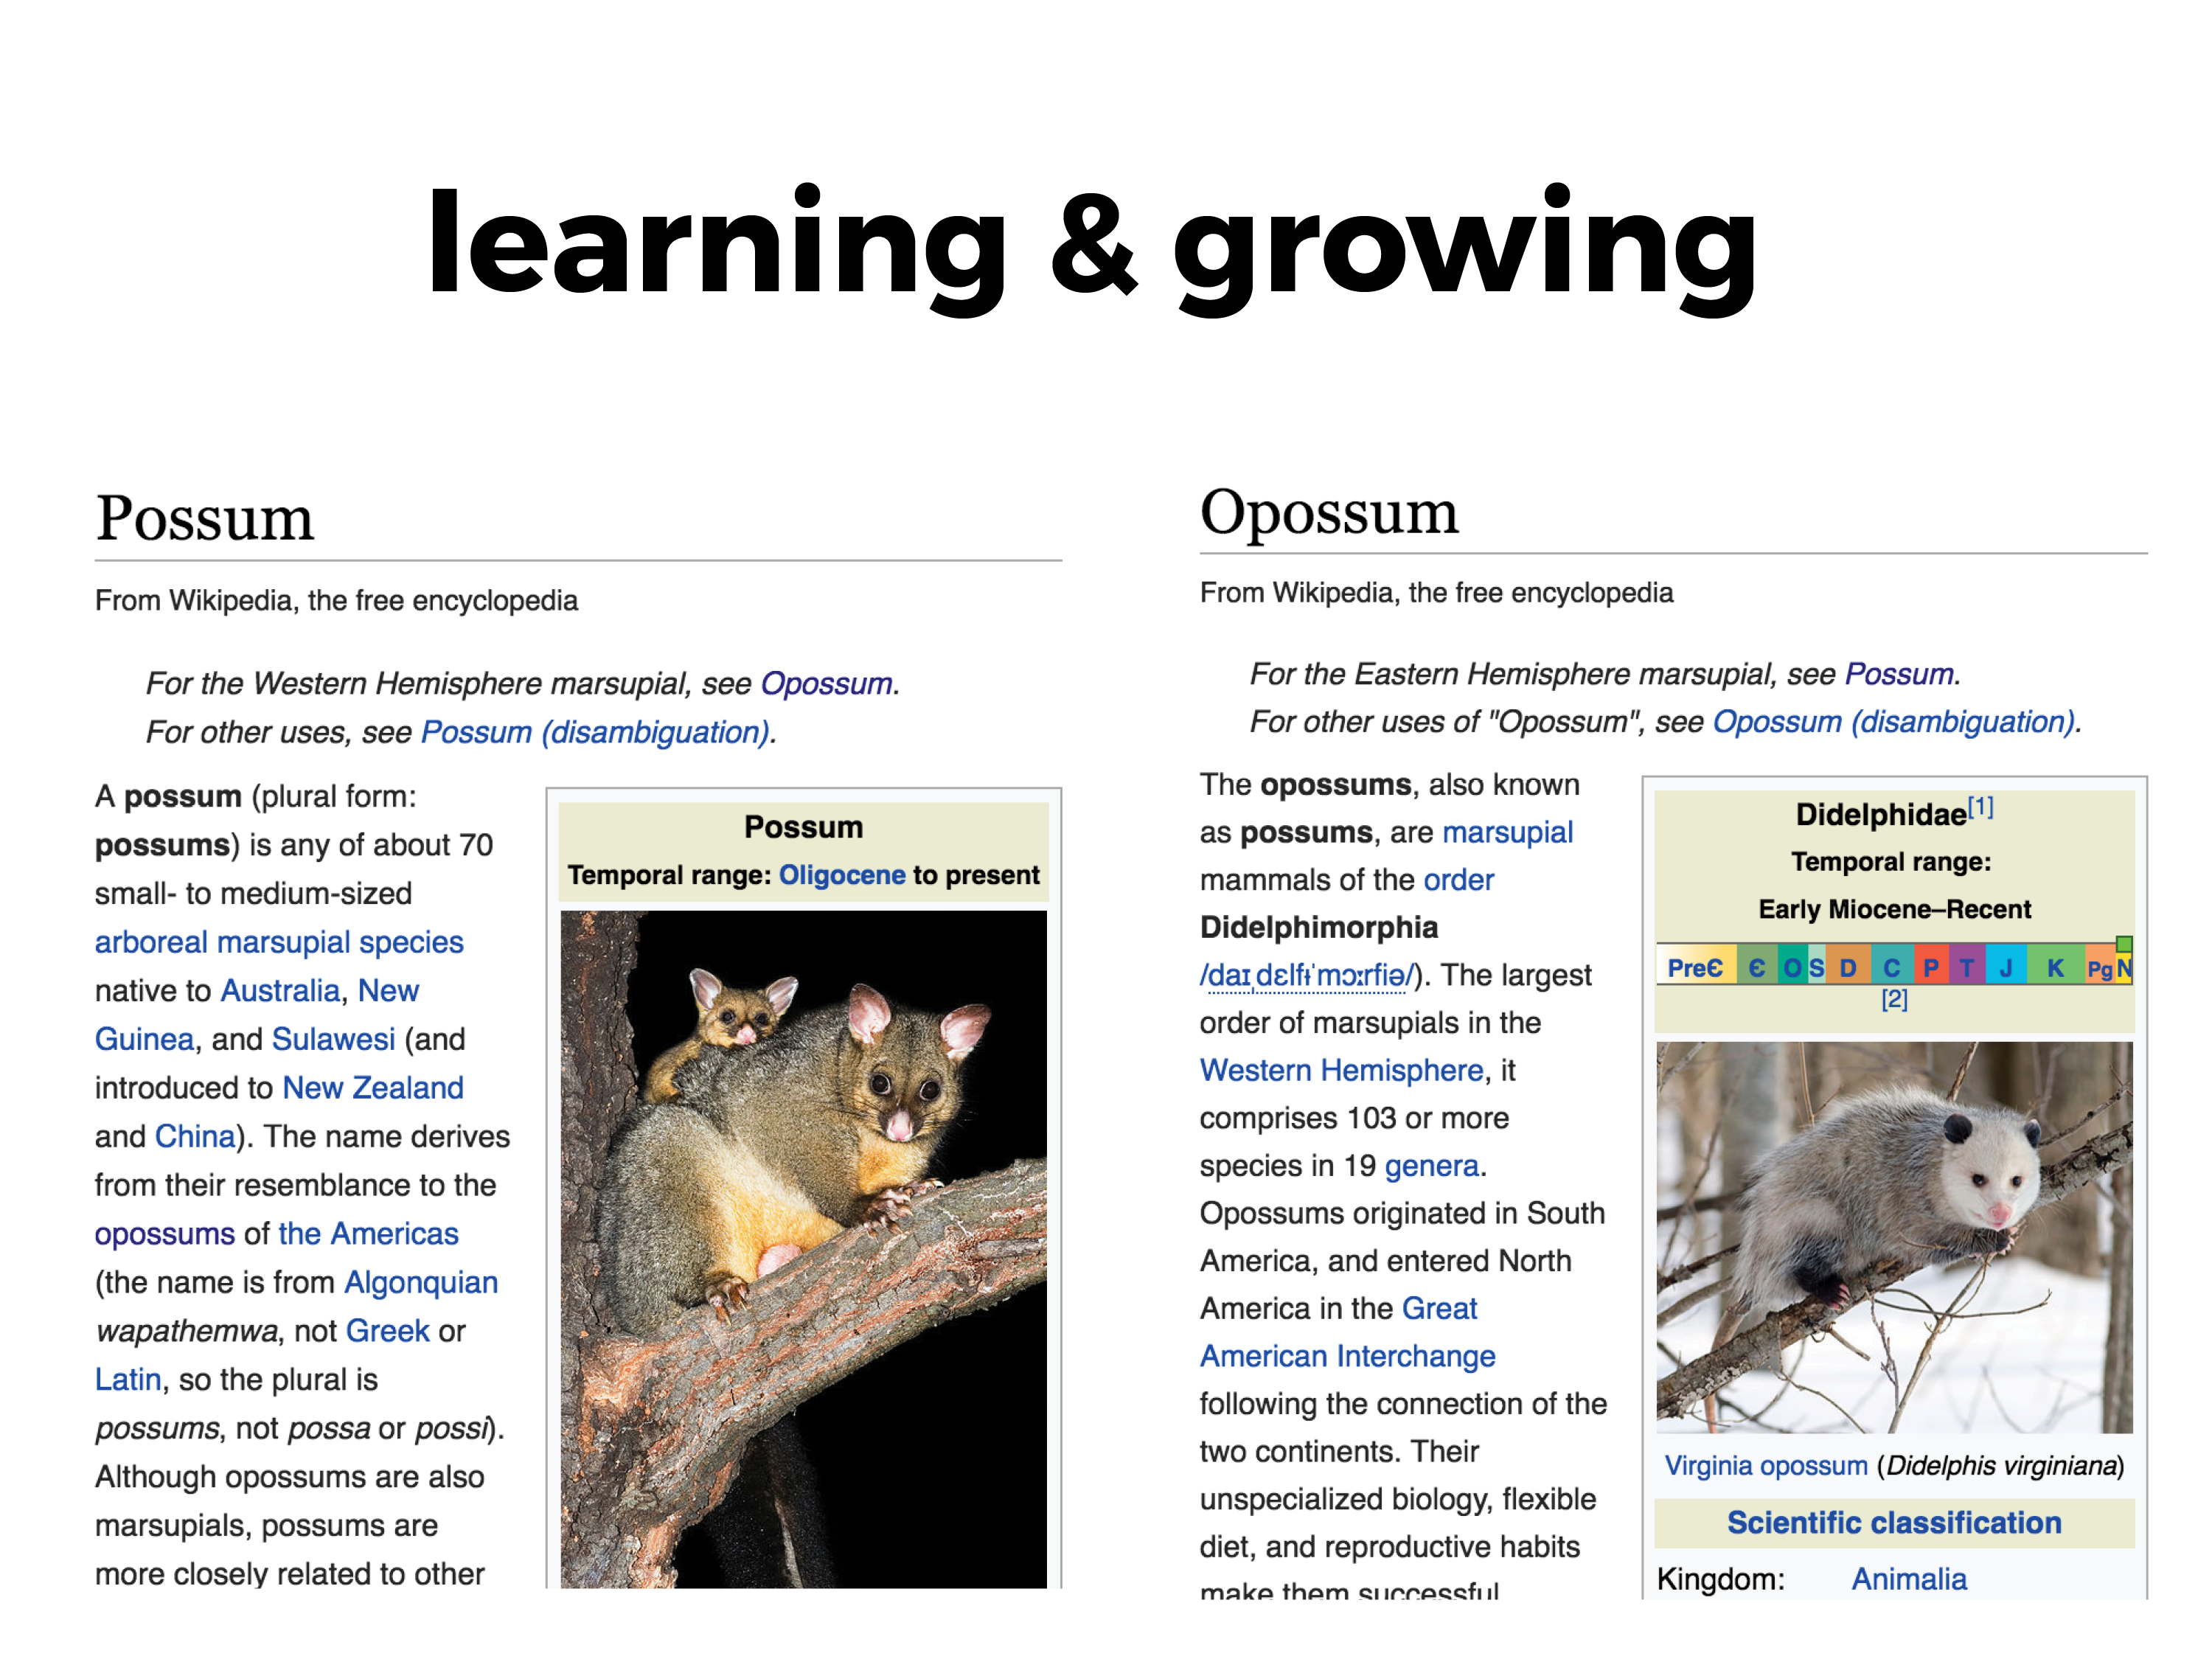 learning & growing
Possum
From Wikipedia, the free encyclopedia
For the Western Hemisphere marsupial, see Opossum.
For other uses, see Possum (disambiguation).
A possum (plural form:
possums) is any of about 70
small- to medium-sized
arboreal marsupial species
native to Australia, New
Guinea, and Sulawesi (and
introduced to New Zealand
and China). The name derives
from their resemblance to the
opossums of the Americas
(the name is from Algonquian
wapathemwa, not Greek or
Latin, so the plural is
possums, not possa or possi).
Although opossums are also
marsupials, possums are
more closely related to other
Possum
Temporal range: Oligocene to present
Opossum
From Wikipedia, the free encyclopedia
For the Eastern Hemisphere marsupial, see Possum.
For other uses of "Opossum", see Opossum (disambiguation).
The opossums, also known
as possums, are marsupial
mammals of the order
Didelphimorphia
/daɪˌdɛlfɨˈmɔːrfiə/). The largest
order of marsupials in the
Western Hemisphere, it
comprises 103 or more
species in 19 genera.
Opossums originated in South
America, and entered North
America in the Great
American Interchange
following the connection of the
two continents. Their
unspecialized biology, flexible
diet, and reproductive habits
make them successful
Didelphidae[1]
Temporal range:
Early Miocene–Recent
PreЄ Є O S D C P T J K Pg N
[2]
Virginia opossum (Didelphis virginiana)
Scientific classification
Kingdom: Animalia